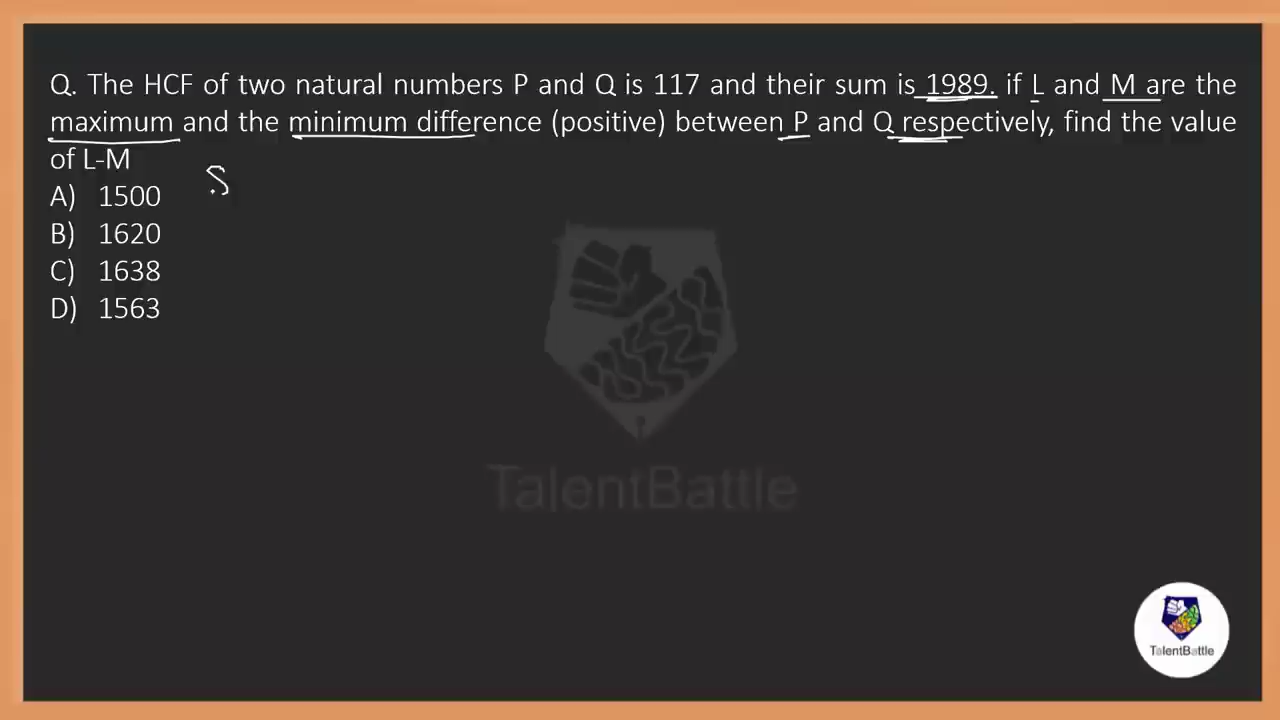 Q. The HCF of two natural numbers P and Q is 117 and their sum is 1989. if L and M are the
maximum and the minimum difference (positive) between P and Q respectively, find the value
of L-M
S
A) 1500
B) 1620
C) 1638
D) 1563
TalentBattle
TalentBattle